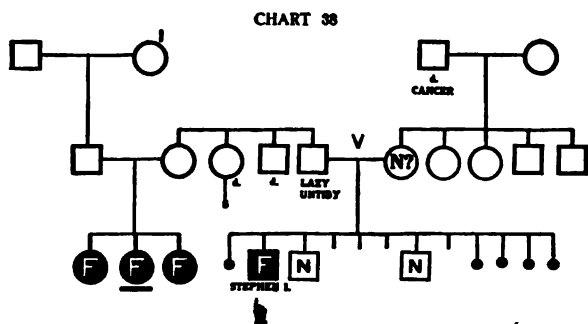 CHART 38
I
d.
CANCER
V
N?
d.
d.
LAZY
UNTIDY
F F F F N N
STEPHEN I.